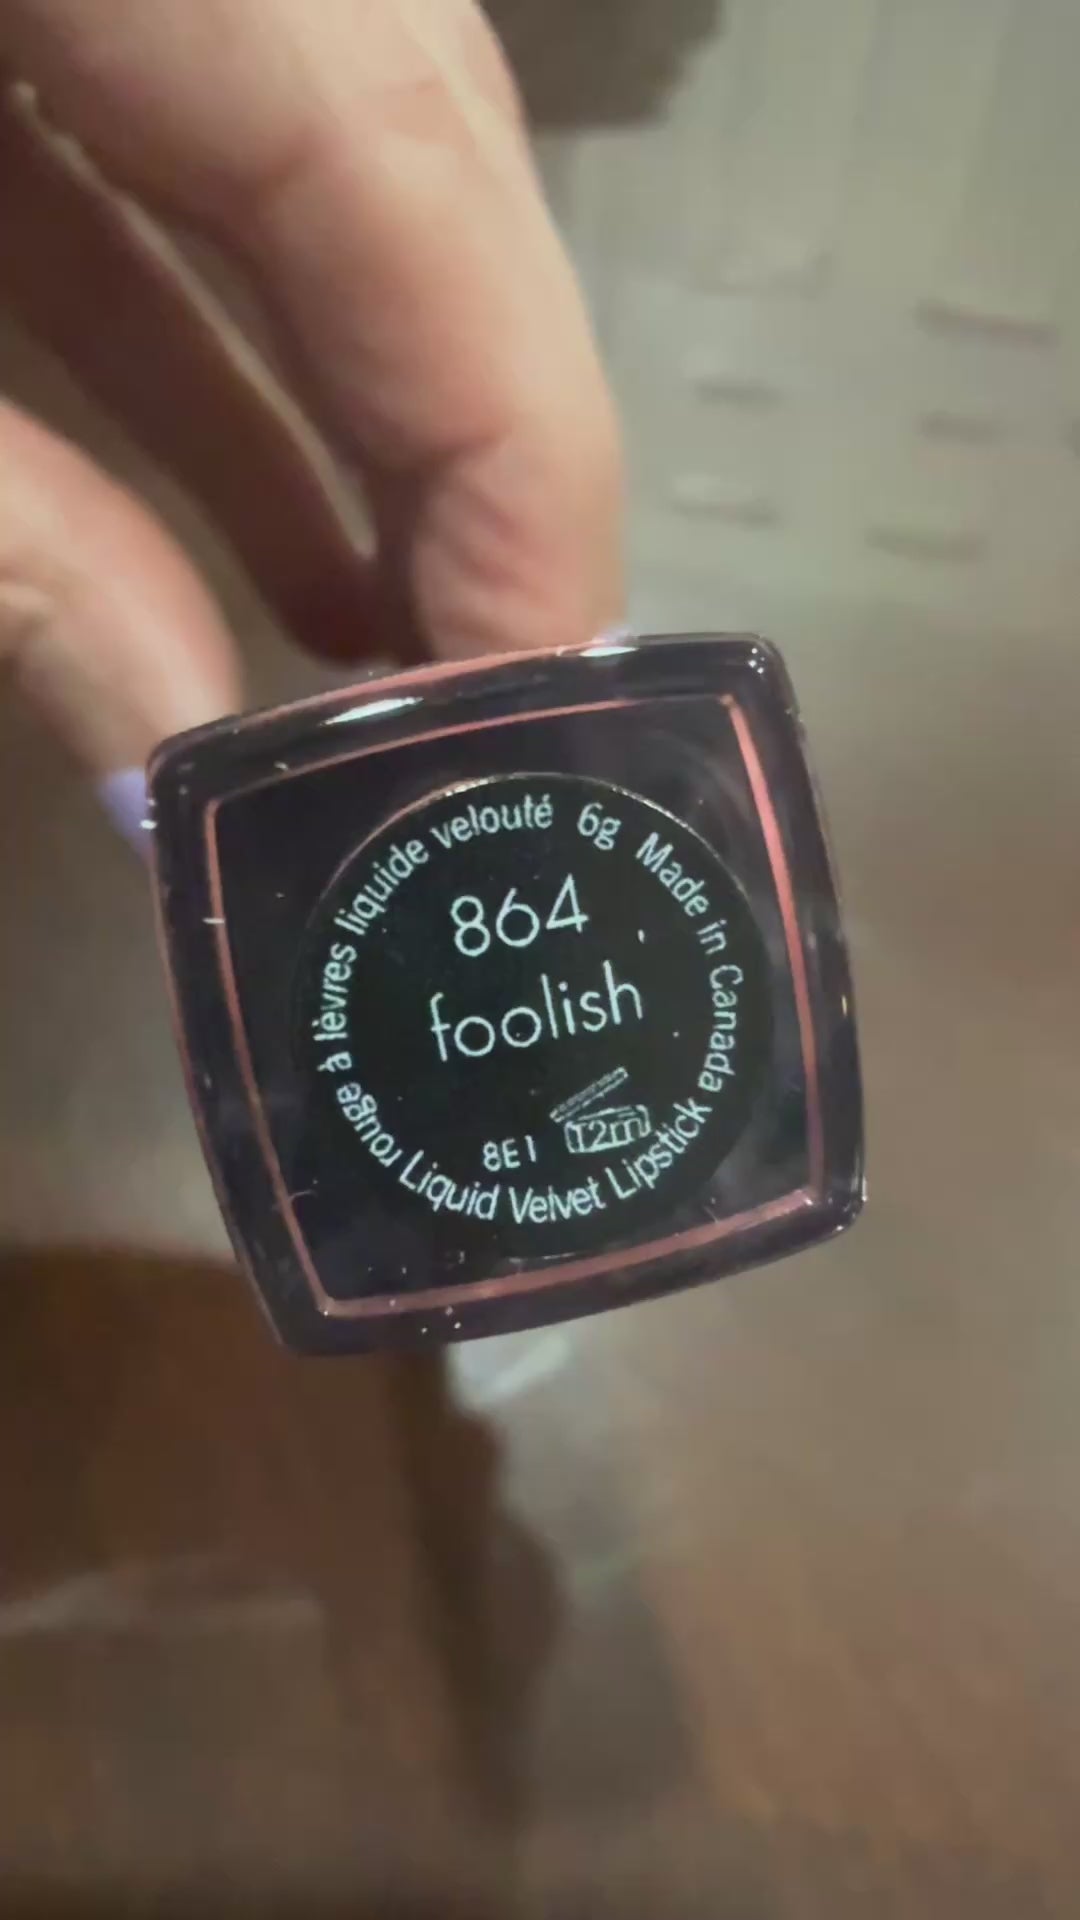 864
foolish
8E1
12m
Liquid Velvet Lipstick
rouge à lèvres liquide velouté
6g
Made in Canada